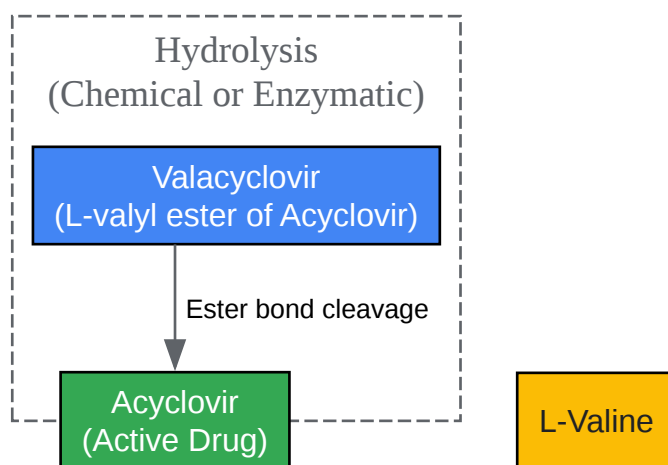 Hydrolysis
(Chemical or Enzymatic)
Valacyclovir
(L-valyl ester of Acyclovir)
Ester bond cleavage
Acyclovir
(Active Drug)
L-Valine